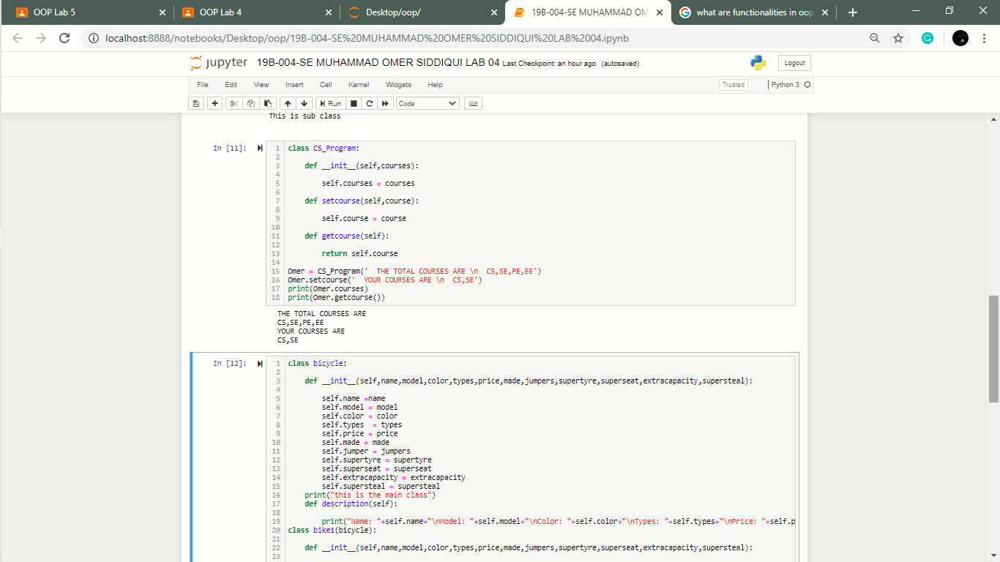 OOP Lab 5
OOP Lab 4
Desktop/oop/
19B-004-SE MUHAMMAD OM
what are functionalities in oop
localhost:8888/notebooks/Desktop/oop/19B-004-SE%20MUHAMMAD%20OMER%20SIDDIQUI%20LAB%2004.ipynb
jupyter 19B-004-SE MUHAMMAD OMER SIDDIQUI LAB 04 Last Checkpoint: an hour ago (autosaved)
Logout
File Edit View Insert Cell Kernel Widgets Help
Trusted
Python 3
Run
Code
This is sub class
In [11]:
1 class CS_Program:
2
3     def __init__(self,courses):
4
5         self.courses = courses
6
7     def setcourse(self,course):
8
9         self.course = course
10
11     def getcourse(self):
12
13         return self.course
14
15 Omer = CS_Program('  THE TOTAL COURSES ARE \n  CS,SE,PE,EE')
16 Omer.setcourse('  YOUR COURSES ARE \n  CS,SE')
17 print(Omer.courses)
18 print(Omer.getcourse())
THE TOTAL COURSES ARE
CS,SE,PE,EE
YOUR COURSES ARE
CS,SE
In [12]:
1 class bicycle:
2
3     def __init__(self,name,model,color,types,price,made,jumpers,supertyre,superseat,extracapacity,supersteal):
4
5         self.name =name
6         self.model = model
7         self.color = color
8         self.types  = types
9         self.price = price
10         self.made = made
11         self.jumper = jumpers
12         self.supertyre = supertyre
13         self.superseat = superseat
14         self.extracapacity = extracapacity
15         self.supersteal = supersteal
16     print("this is the main class")
17     def description(self):
18
19         print("Name: "+self.name+"\nModel: "+self.model+"\nColor: "+self.color+"\nTypes: "+self.types+"\nPrice: "+self.p
20 class bike1(bicycle):
21
22     def __init__(self,name,model,color,types,price,made,jumpers,supertyre,superseat,extracapacity,supersteal):
23